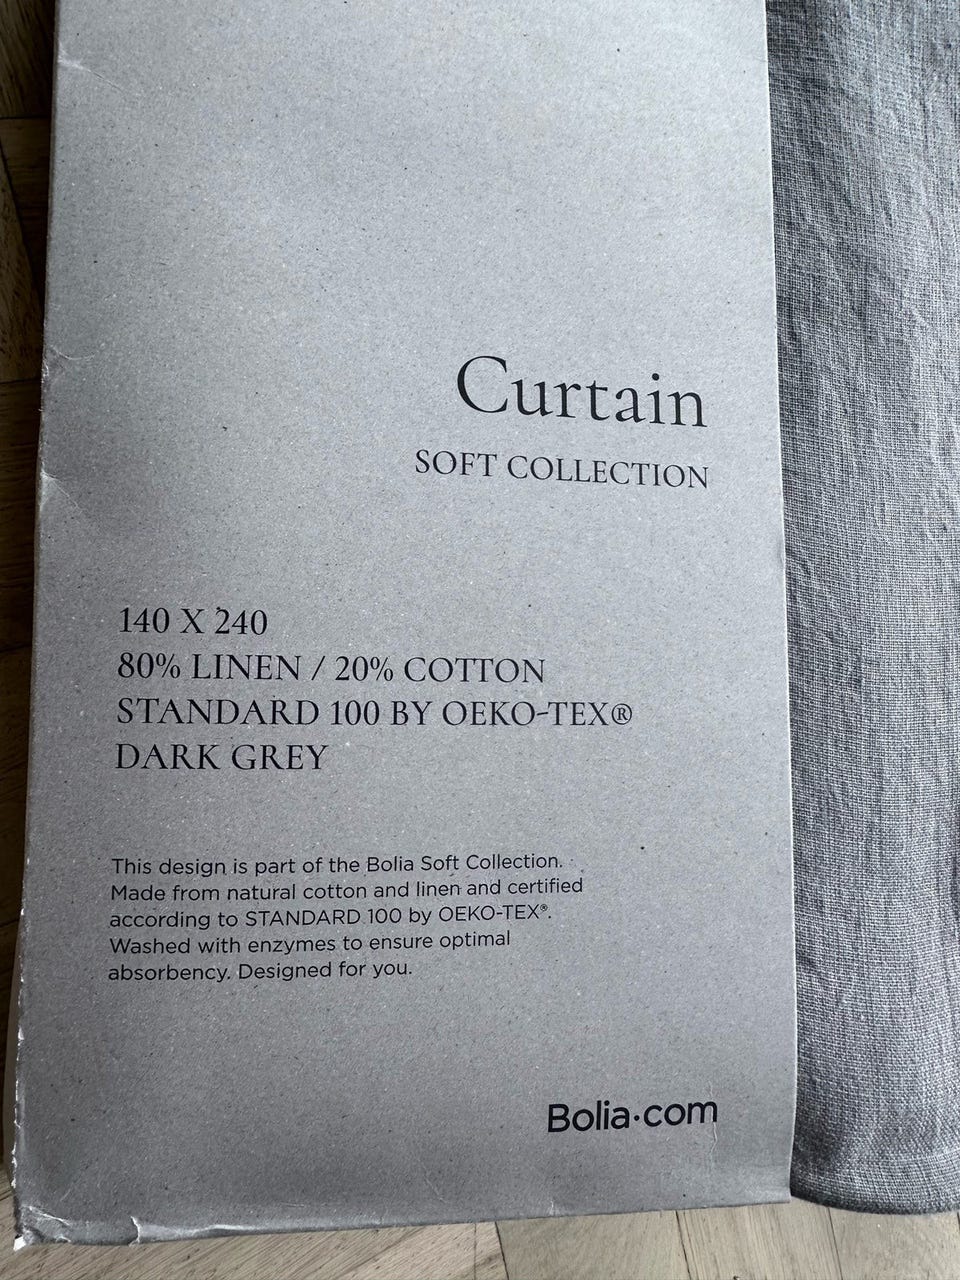 Curtain
SOFT COLLECTION
140 X 240
80% LINEN / 20% COTTON
STANDARD 100 BY OEKO-TEX®
DARK GREY
This design is part of the Bolia Soft Collection.
Made from natural cotton and linen and certified
according to STANDARD 100 by OEKO-TEX®.
Washed with enzymes to ensure optimal
absorbency. Designed for you.
Bolia.com